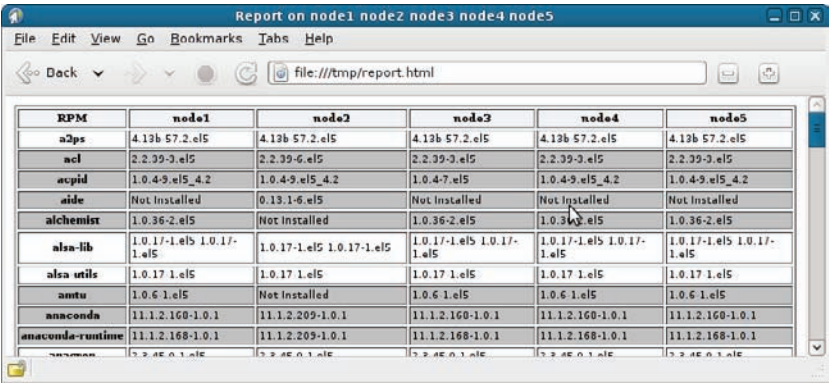 Report on node1 node2 node3 node4 node5
File Edit View Go Bookmarks Tabs Help
Back file:///tmp/report.html
RPM node1 node2 node3 node4 node5
a2ps 4.13b-57.2.el5 4.13b-57.2.el5 4.13b-57.2.el5 4.13b-57.2.el5 4.13b-57.2.el5
acl 2.2.39-3.el5 2.2.39-6.el5 2.2.39-3.el5 2.2.39-3.el5 2.2.39-3.el5
acpid 1.0.4-9.el5_4.2 1.0.4-9.el5_4.2 1.0.4-7.el5 1.0.4-9.el5_4.2 1.0.4-9.el5_4.2
aide Not Installed 0.13.1-6.el5 Not Installed Not Installed Not Installed
alchemist 1.0.36-2.el5 Not Installed 1.0.36-2.el5 1.0.36-2.el5 1.0.36-2.el5
alsa-lib 1.0.17-1.el5 1.0.17-1.el5 1.0.17-1.el5 1.0.17-1.el5 1.0.17-1.el5 1.0.17-1.el5 1.0.17-1.el5 1.0.17-1.el5 1.0.17-1.el5 1.0.17-1.el5
alsa-utils 1.0.17-1.el5 1.0.17-1.el5 1.0.17-1.el5 1.0.17-1.el5 1.0.17-1.el5
amtu 1.0.6-1.el5 Not Installed 1.0.6-1.el5 1.0.6-1.el5 1.0.6-1.el5
anaconda 11.1.2.168-1.0.1 11.1.2.209-1.0.1 11.1.2.168-1.0.1 11.1.2.168-1.0.1 11.1.2.168-1.0.1
anaconda-runtime 11.1.2.168-1.0.1 11.1.2.209-1.0.1 11.1.2.168-1.0.1 11.1.2.168-1.0.1 11.1.2.168-1.0.1